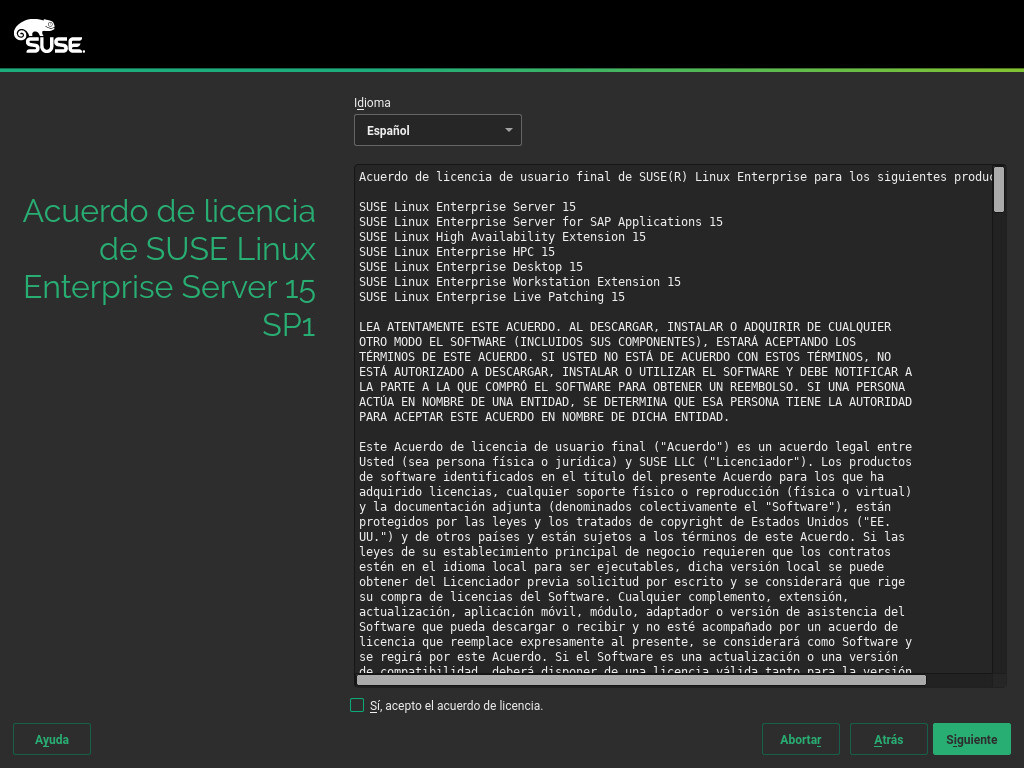 SUSE
Idioma
Español
Acuerdo de licencia
de SUSE Linux
Enterprise Server 15
SP1
Acuerdo de licencia de usuario final de SUSE(R) Linux Enterprise para los siguientes
SUSE Linux Enterprise Server 15
SUSE Linux Enterprise Server for SAP Applications 15
SUSE Linux High Availability Extension 15
SUSE Linux Enterprise HPC 15
SUSE Linux Enterprise Desktop 15
SUSE Linux Enterprise Workstation Extension 15
SUSE Linux Enterprise Live Patching 15
LEA ATENTAMENTE ESTE ACUERDO. AL DESCARGAR, INSTALAR O ADQUIRIR DE CUALQUIER
OTRO MODO EL SOFTWARE (INCLUIDOS SUS COMPONENTES), ESTARÁ ACEPTANDO LOS
TÉRMINOS DE ESTE ACUERDO. SI USTED NO ESTÁ DE ACUERDO CON ESTOS TÉRMINOS, NO
ESTÁ AUTORIZADO A DESCARGAR, INSTALAR O UTILIZAR EL SOFTWARE Y DEBE NOTIFICAR A
LA PARTE A LA QUE COMPRÓ EL SOFTWARE PARA OBTENER UN REEMBOLSO. SI UNA PERSONA
ACTÚA EN NOMBRE DE UNA ENTIDAD, SE DETERMINA QUE ESA PERSONA TIENE LA AUTORIDAD
PARA ACEPTAR ESTE ACUERDO EN NOMBRE DE DICHA ENTIDAD.
Este Acuerdo de licencia de usuario final ("Acuerdo") es un acuerdo legal entre
Usted (sea persona física o jurídica) y SUSE LLC ("Licenciador"). Los productos
de software identificados en el título del presente Acuerdo para los que ha
adquirido licencias, cualquier soporte físico o reproducción (física o virtual)
y la documentación adjunta (denominados colectivamente el "Software"), están
protegidos por las leyes y los tratados de copyright de Estados Unidos ("EE.
UU.") y de otros países y están sujetos a los términos de este Acuerdo. Si las
leyes de su establecimiento principal de negocio requieren que los contratos
estén en el idioma local para ser ejecutables, dicha versión local se puede
obtener del Licenciador previa solicitud por escrito y se considerará que rige
su compra de licencias del Software. Cualquier complemento, extensión,
actualización, aplicación móvil, módulo, adaptador o versión de asistencia del
Software que pueda descargar o recibir y no esté acompañado por un acuerdo de
licencia que reemplace expresamente al presente, se considerará como Software y
se regirá por este Acuerdo. Si el Software es una actualización o una versión
de compatibilidad, deberá disponer de una licencia válida tanto para la versión
Sí, acepto el acuerdo de licencia.
Ayuda
Abortar
Atrás
Siguiente